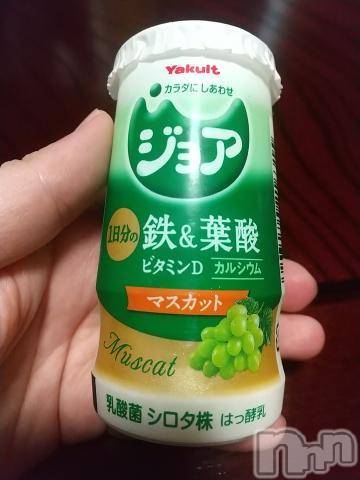 Yakult
カラダにしあわせ
ジョア
1日分の 鉄&葉酸
ビタミンD カルシウム
マスカット
Muscat
乳酸菌 シロタ株 はっ酵乳